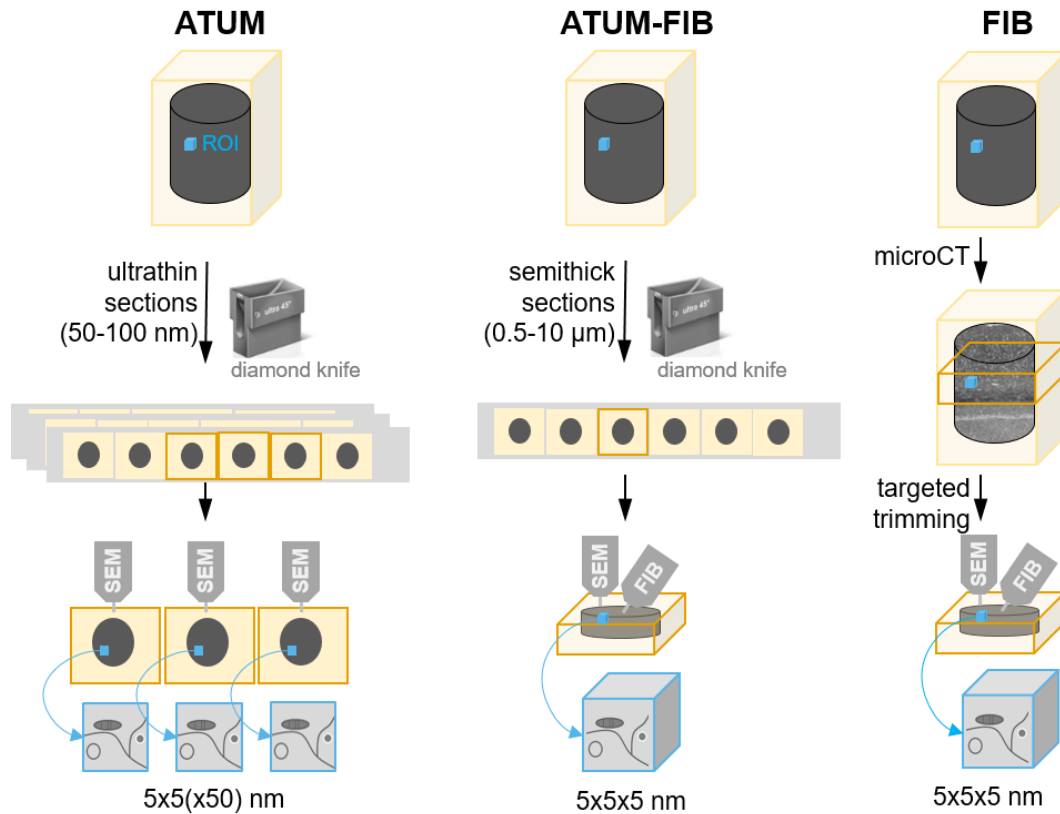 ATUM
ROI
ultrathin
sections
(50-100 nm)
ultra 45°
diamond knife
SEM
SEM
SEM
5x5(x50) nm
ATUM-FIB
semithick
sections
(0.5-10 µm)
ultra 45°
diamond knife
SEM
FIB
5x5x5 nm
FIB
microCT
targeted
trimming
SEM
FIB
5x5x5 nm